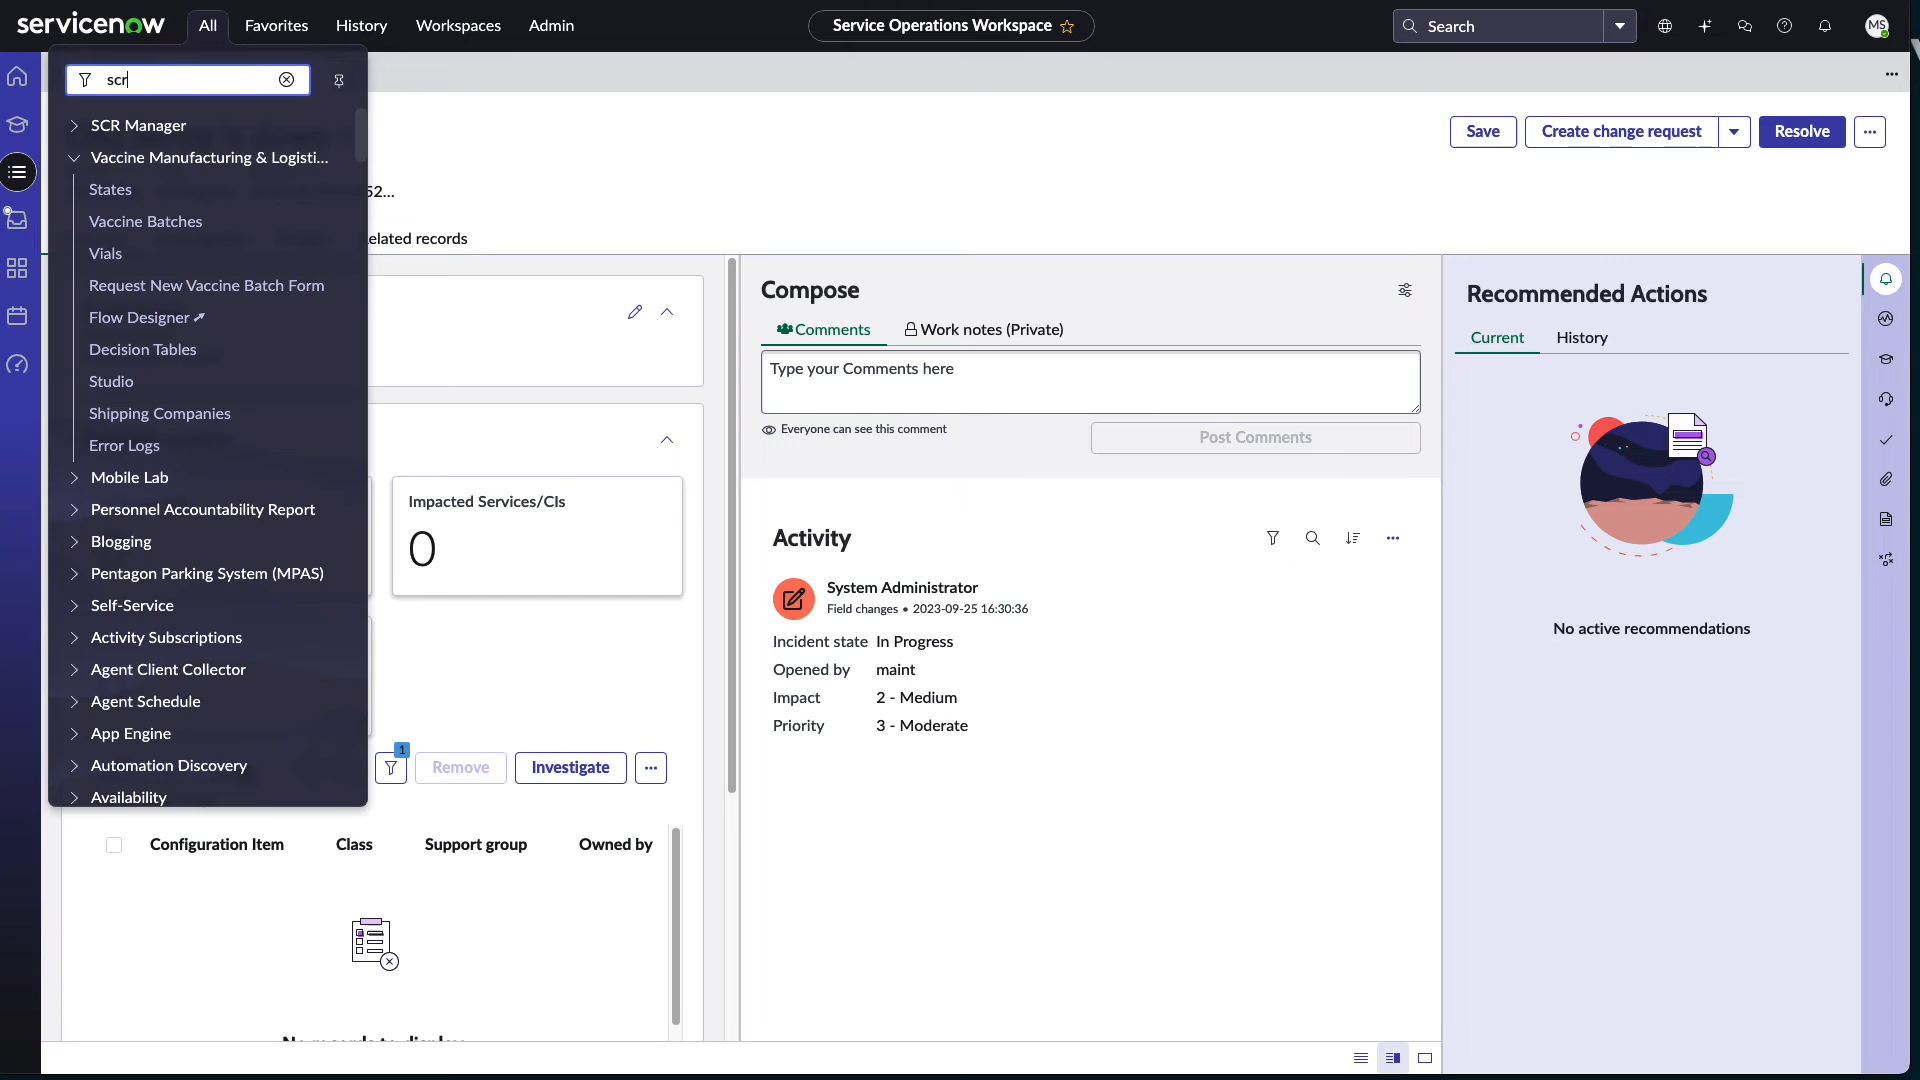 servicenow
All
Favorites
History
Workspaces
Admin
Service Operations Workspace
Search
MS
scr
SCR Manager
Vaccine Manufacturing & Logisti...
States
Vaccine Batches
Vials
Request New Vaccine Batch Form
Flow Designer
Decision Tables
Studio
Shipping Companies
Error Logs
Mobile Lab
Personnel Accountability Report
Blogging
Pentagon Parking System (MPAS)
Self-Service
Activity Subscriptions
Agent Client Collector
Agent Schedule
App Engine
Automation Discovery
Availability
Save
Create change request
Resolve
52...
elated records
Impacted Services/CIs
0
1
Remove
Investigate
Configuration Item
Class
Support group
Owned by
No records to display
Compose
Comments
Work notes (Private)
Type your Comments here
Everyone can see this comment
Post Comments
Activity
System Administrator
Field changes • 2023-09-25 16:30:36
Incident state In Progress
Opened by maint
Impact 2 - Medium
Priority 3 - Moderate
Recommended Actions
Current
History
No active recommendations